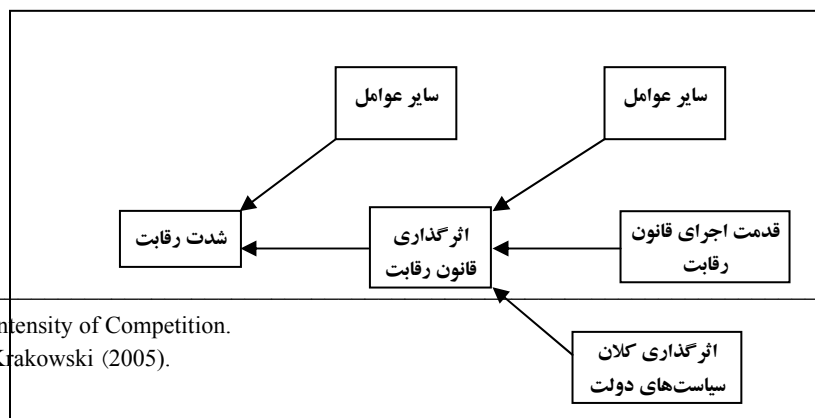 سایر عوامل
سایر عوامل
قدمت اجرای قانون
رقابت
اثرگذاری
قانون رقابت
شدت رقابت
ntensity of Competition.
Krakowski (2005).
اثرگذاری کلان
سیاست‌های دولت